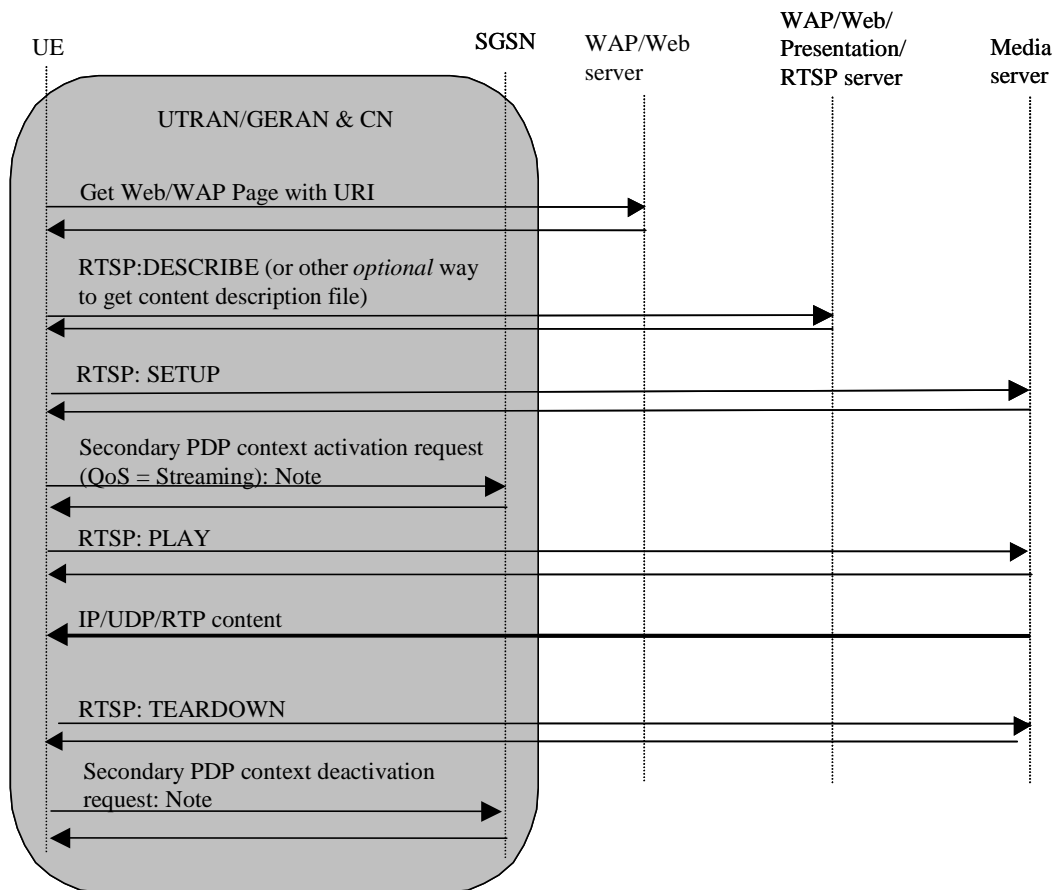 UE
SGSN
WAP/Web
server
WAP/Web/
Presentation/
RTSP server
Media
server
UTRAN/GERAN & CN
Get Web/WAP Page with URI
RTSP:DESCRIBE (or other optional way
to get content description file)
RTSP: SETUP
Secondary PDP context activation request
(QoS = Streaming): Note
RTSP: PLAY
IP/UDP/RTP content
RTSP: TEARDOWN
Secondary PDP context deactivation
request: Note